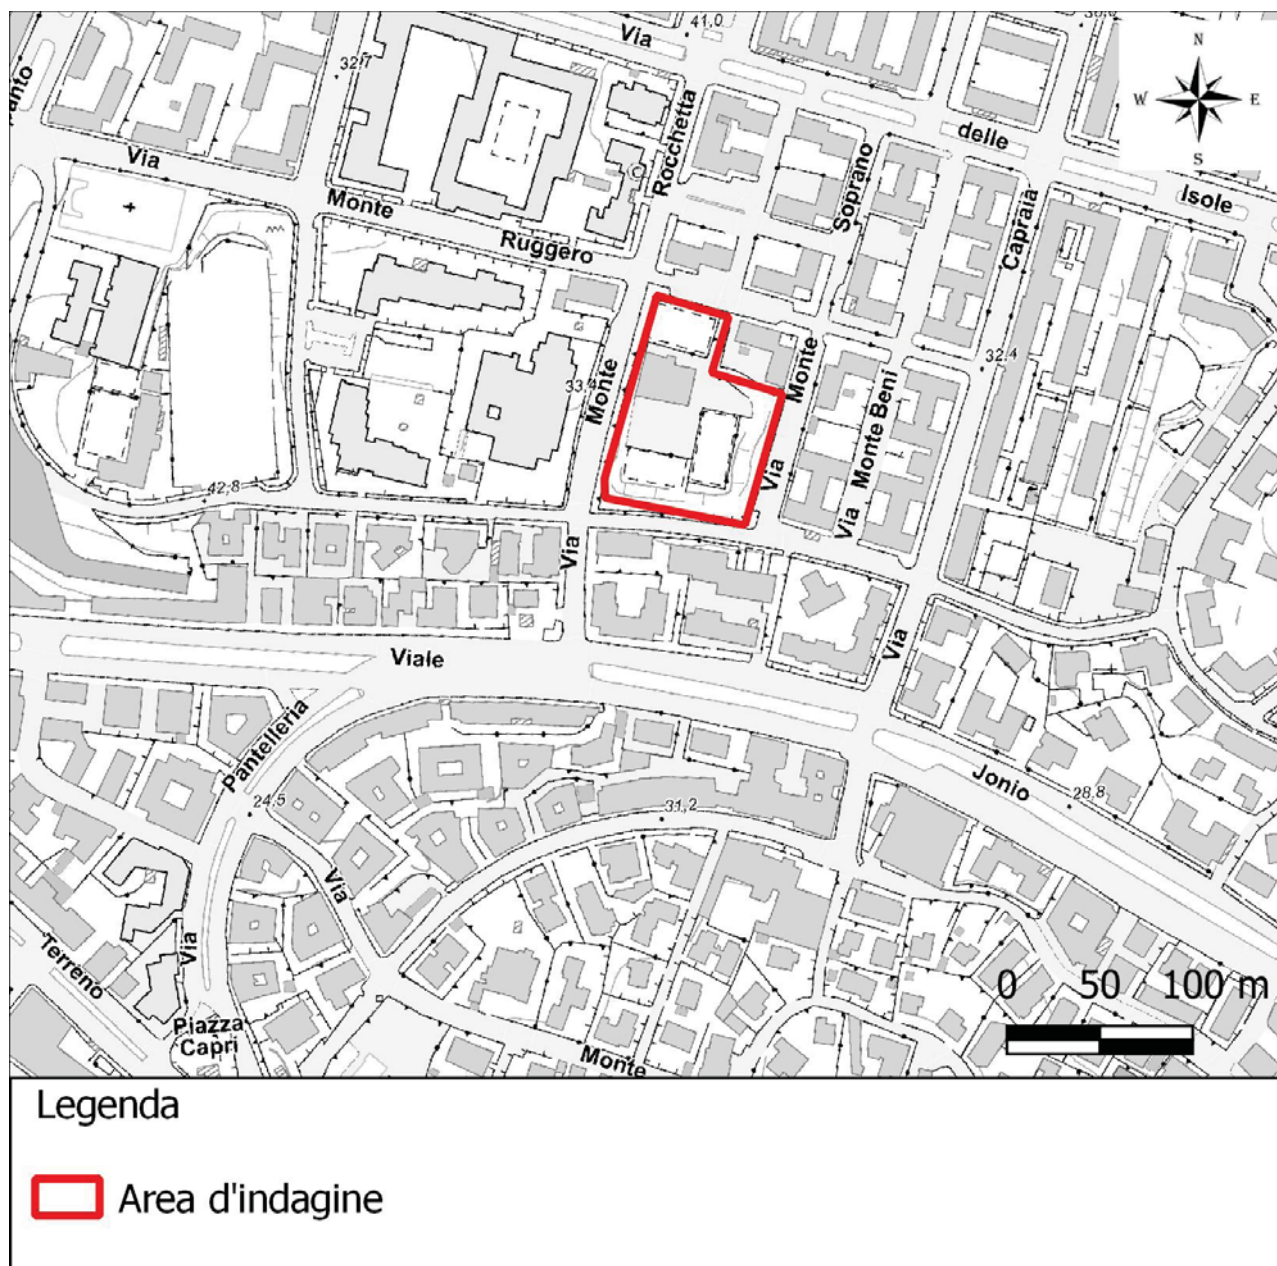 41,0
Via
N
W
E
S
32,7
delle
Rocchetta
Soprano
Via
Capraia
Isole
Monte
Ruggero
Monte
33,4
Monte
32,4
Monte Beni
Via
42,8
Via
Via
Viale
Via
Pantelleria
24,5
31,2
Jonio
28,8
Via
Via
Terreno
Piazza
Capri
Monte
0 50 100 m
Legenda
Area d'indagine